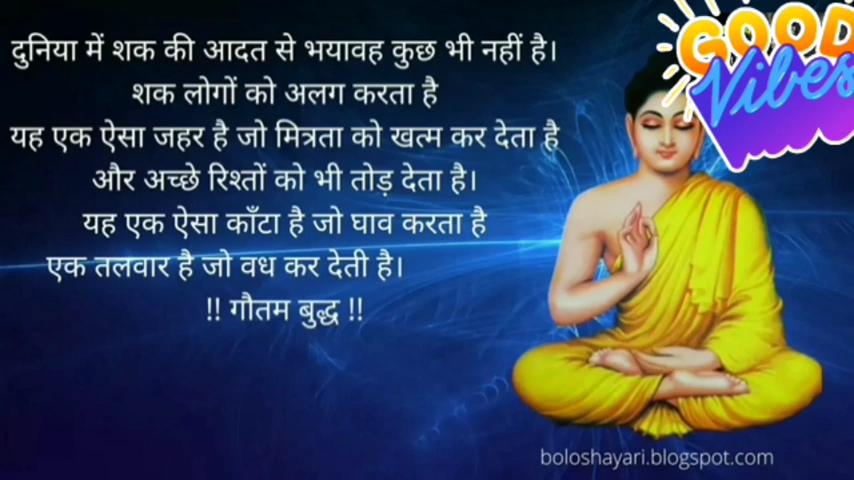 दुनिया में शक की आदत से भयावह कुछ भी नहीं है।
शक लोगों को अलग करता है
यह एक ऐसा जहर है जो मित्रता को खत्म कर देता है
और अच्छे रिश्तों को भी तोड़ देता है।
यह एक ऐसा काँटा है जो घाव करता है
एक तलवार है जो वध कर देती है।
!! गौतम बुद्ध !!
GOOD
Vibes
boloshayari.blogspot.com